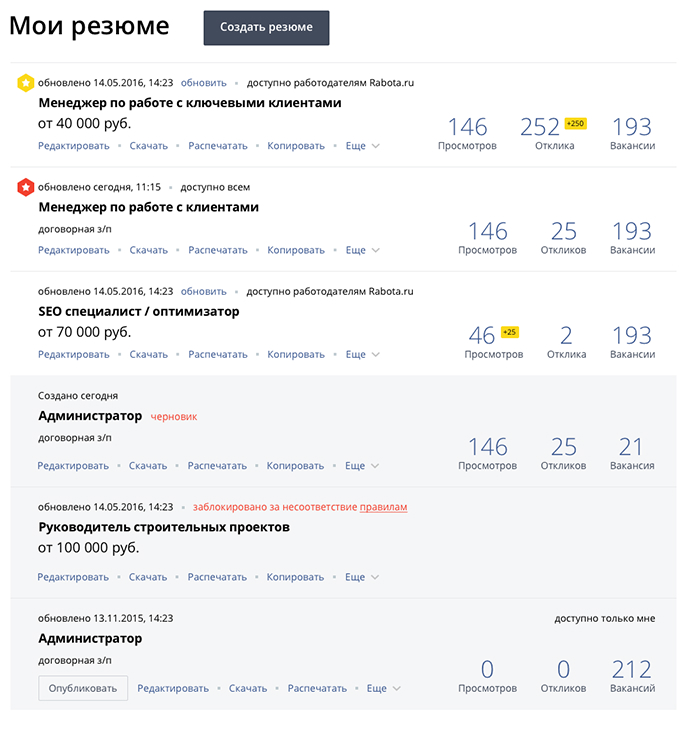 Мои резюме Создать резюме
обновлено 14.05.2016, 14:23 обновить • доступно работодателям Rabota.ru
Менеджер по работе с ключевыми клиентами
от 40 000 руб.
146 252 +250 193
Просмотров Отклика Вакансии
Редактировать • Скачать • Распечатать • Копировать • Еще
обновлено сегодня, 11:15 • доступно всем
Менеджер по работе с клиентами
договорная з/п
146 25 193
Просмотров Откликов Вакансии
Редактировать • Скачать • Распечатать • Копировать • Еще
обновлено 14.05.2016, 14:23 обновить • доступно работодателям Rabota.ru
SEO специалист / оптимизатор
от 70 000 руб.
46 +25 2 193
Просмотров Отклика Вакансии
Редактировать • Скачать • Распечатать • Копировать • Еще
Создано сегодня
Администратор черновик
договорная з/п
146 25 21
Просмотров Откликов Вакансия
Редактировать • Скачать • Распечатать • Копировать • Еще
обновлено 14.05.2016, 14:23 • заблокировано за несоответствие правилам
Руководитель строительных проектов
от 100 000 руб.
Редактировать • Скачать • Распечатать • Копировать • Еще
обновлено 13.11.2015, 14:23 доступно только мне
Администратор
договорная з/п
0 0 212
Просмотров Откликов Вакансий
Опубликовать Редактировать • Скачать • Распечатать • Еще